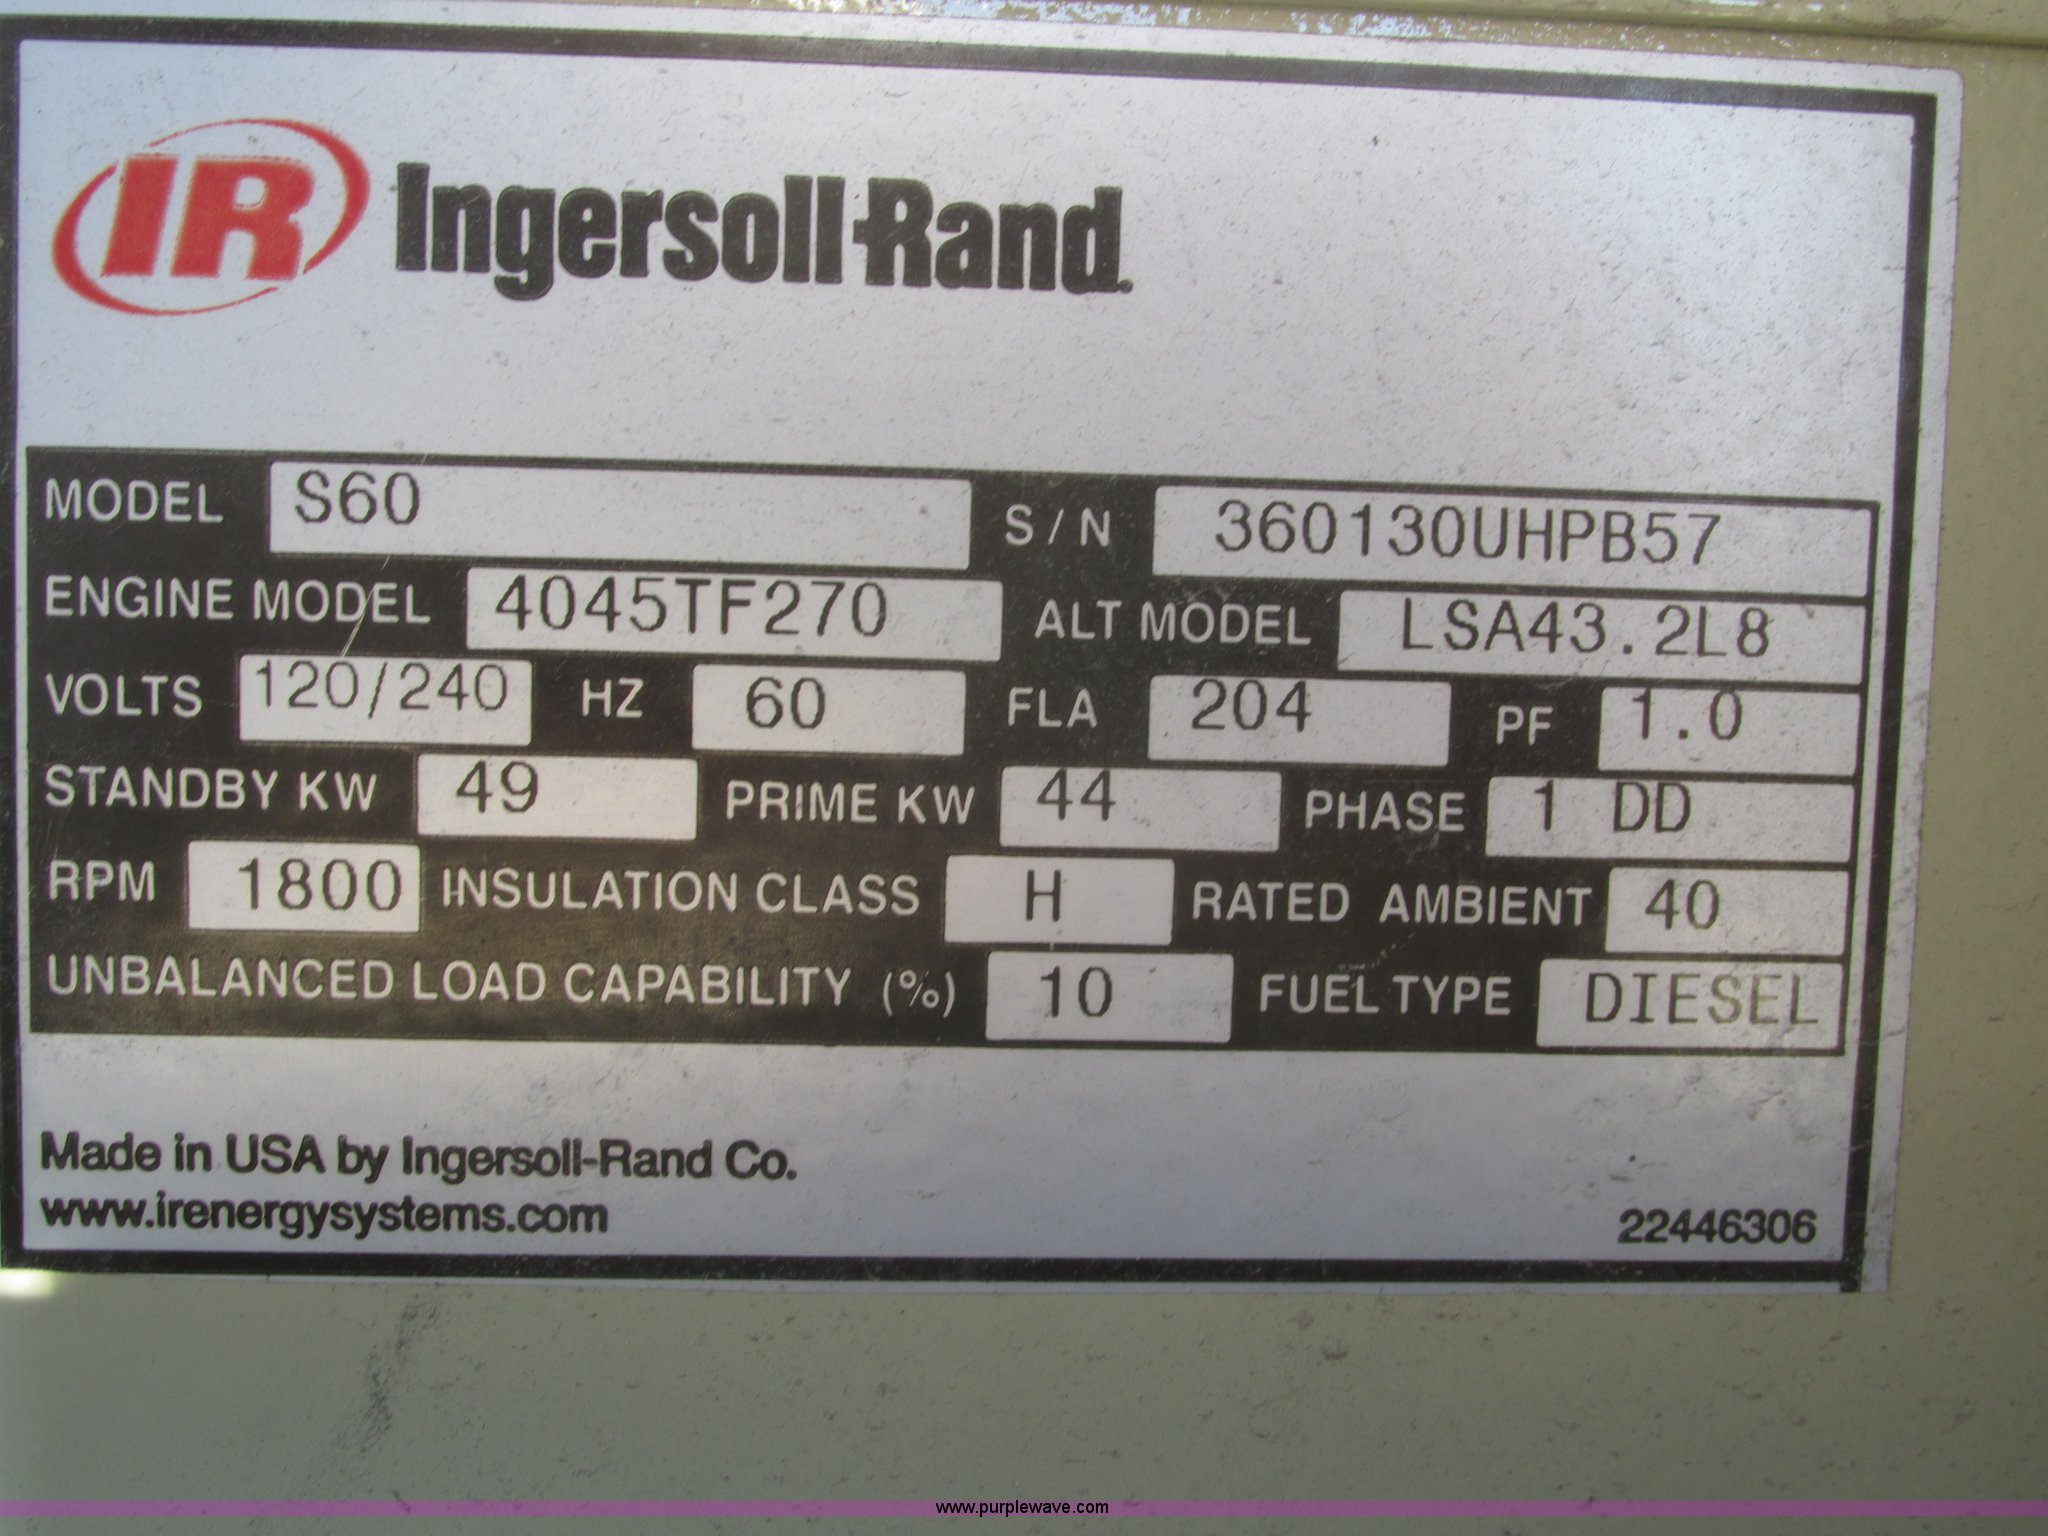 IR Ingersoll-Rand.
MODEL S60 S/N 360130UHPB57
ENGINE MODEL 4045TF270 ALT MODEL LSA43.2L8
VOLTS 120/240 HZ 60 FLA 204 PF 1.0
STANDBY KW 49 PRIME KW 44 PHASE 1 DD
RPM 1800 INSULATION CLASS H RATED AMBIENT 40
UNBALANCED LOAD CAPABILITY (%) 10 FUEL TYPE DIESEL
Made in USA by Ingersoll-Rand Co.
www.irenergysystems.com 22446306
www.purplewave.com